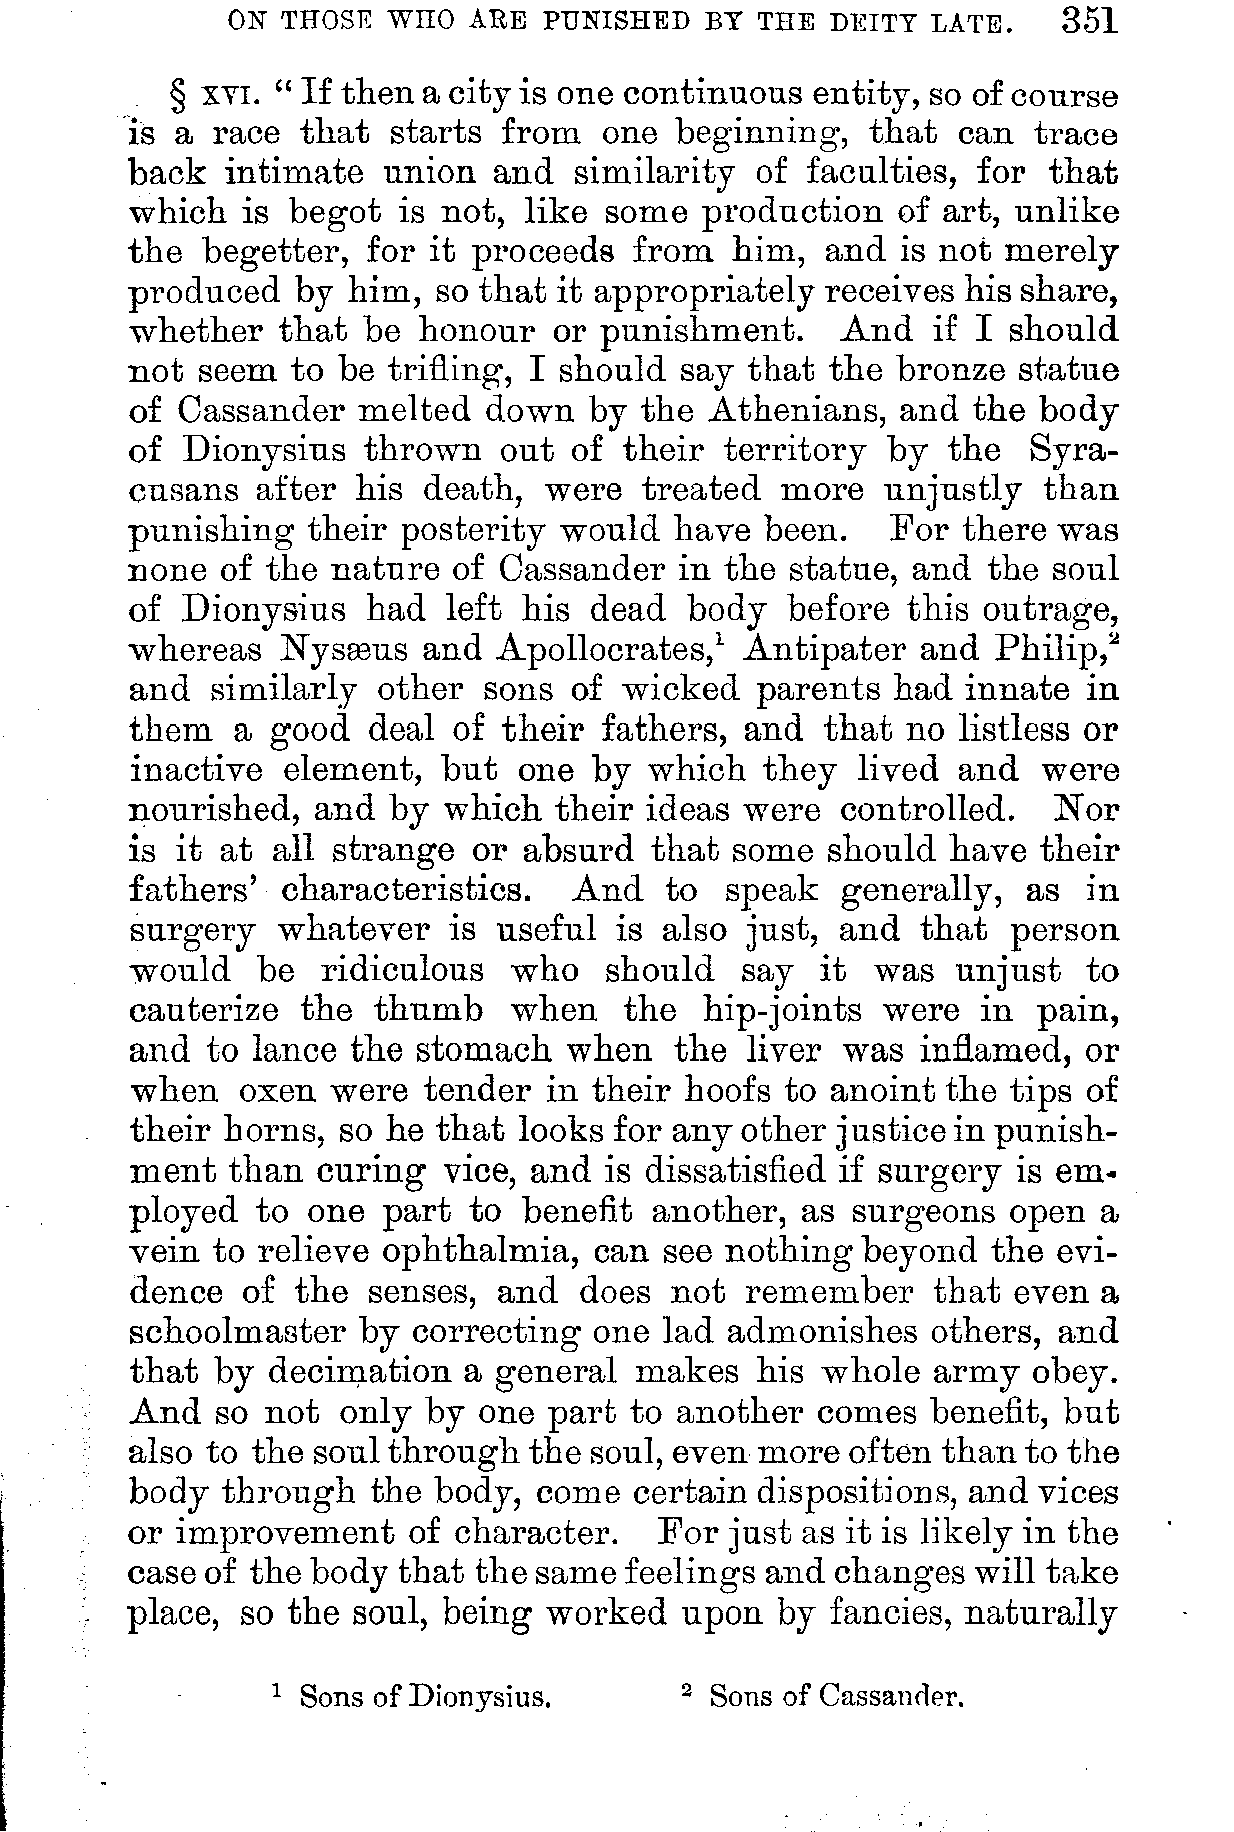 ON THOSE WHO ARE PUNISHED BY THE DEITY LATE. 351
§ XVI. “ If then a city is one continuous entity, so of course
is a race that starts from one beginning, that can trace
back intimate union and similarity of faculties, for that
which is begot is not, like some production of art, unlike
the begetter, for it proceeds from him, and is not merely
produced by him, so that it appropriately receives his share,
whether that be honour or punishment. And if I should
not seem to be trifling, I should say that the bronze statue
of Cassander melted down by the Athenians, and the body
of Dionysius thrown out of their territory by the Syra-
cusans after his death, were treated more unjustly than
punishing their posterity would have been. For there was
none of the nature of Cassander in the statue, and the soul
of Dionysius had left his dead body before this outrage,
whereas Nysæus and Apollocrates,¹ Antipater and Philip,²
and similarly other sons of wicked parents had innate in
them a good deal of their fathers, and that no listless or
inactive element, but one by which they lived and were
nourished, and by which their ideas were controlled. Nor
is it at all strange or absurd that some should have their
fathers’ characteristics. And to speak generally, as in
surgery whatever is useful is also just, and that person
would be ridiculous who should say it was unjust to
cauterize the thumb when the hip-joints were in pain,
and to lance the stomach when the liver was inflamed, or
when oxen were tender in their hoofs to anoint the tips of
their horns, so he that looks for any other justice in punish-
ment than curing vice, and is dissatisfied if surgery is em-
ployed to one part to benefit another, as surgeons open a
vein to relieve ophthalmia, can see nothing beyond the evi-
dence of the senses, and does not remember that even a
schoolmaster by correcting one lad admonishes others, and
that by decimation a general makes his whole army obey.
And so not only by one part to another comes benefit, but
also to the soul through the soul, even more often than to the
body through the body, come certain dispositions, and vices
or improvement of character. For just as it is likely in the
case of the body that the same feelings and changes will take
place, so the soul, being worked upon by fancies, naturally
¹ Sons of Dionysius. ² Sons of Cassander.